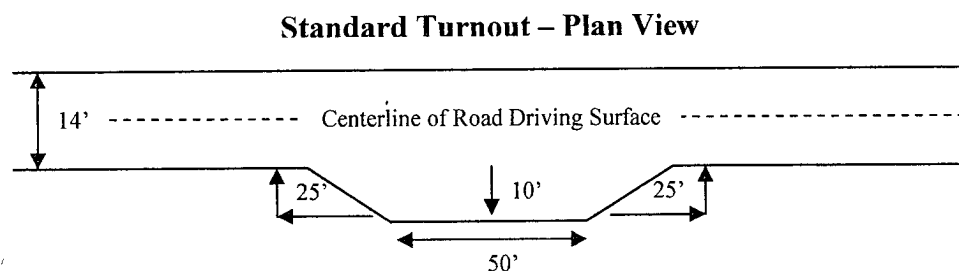 Standard Turnout – Plan View
14’
Centerline of Road Driving Surface
25’
10’
25’
50’